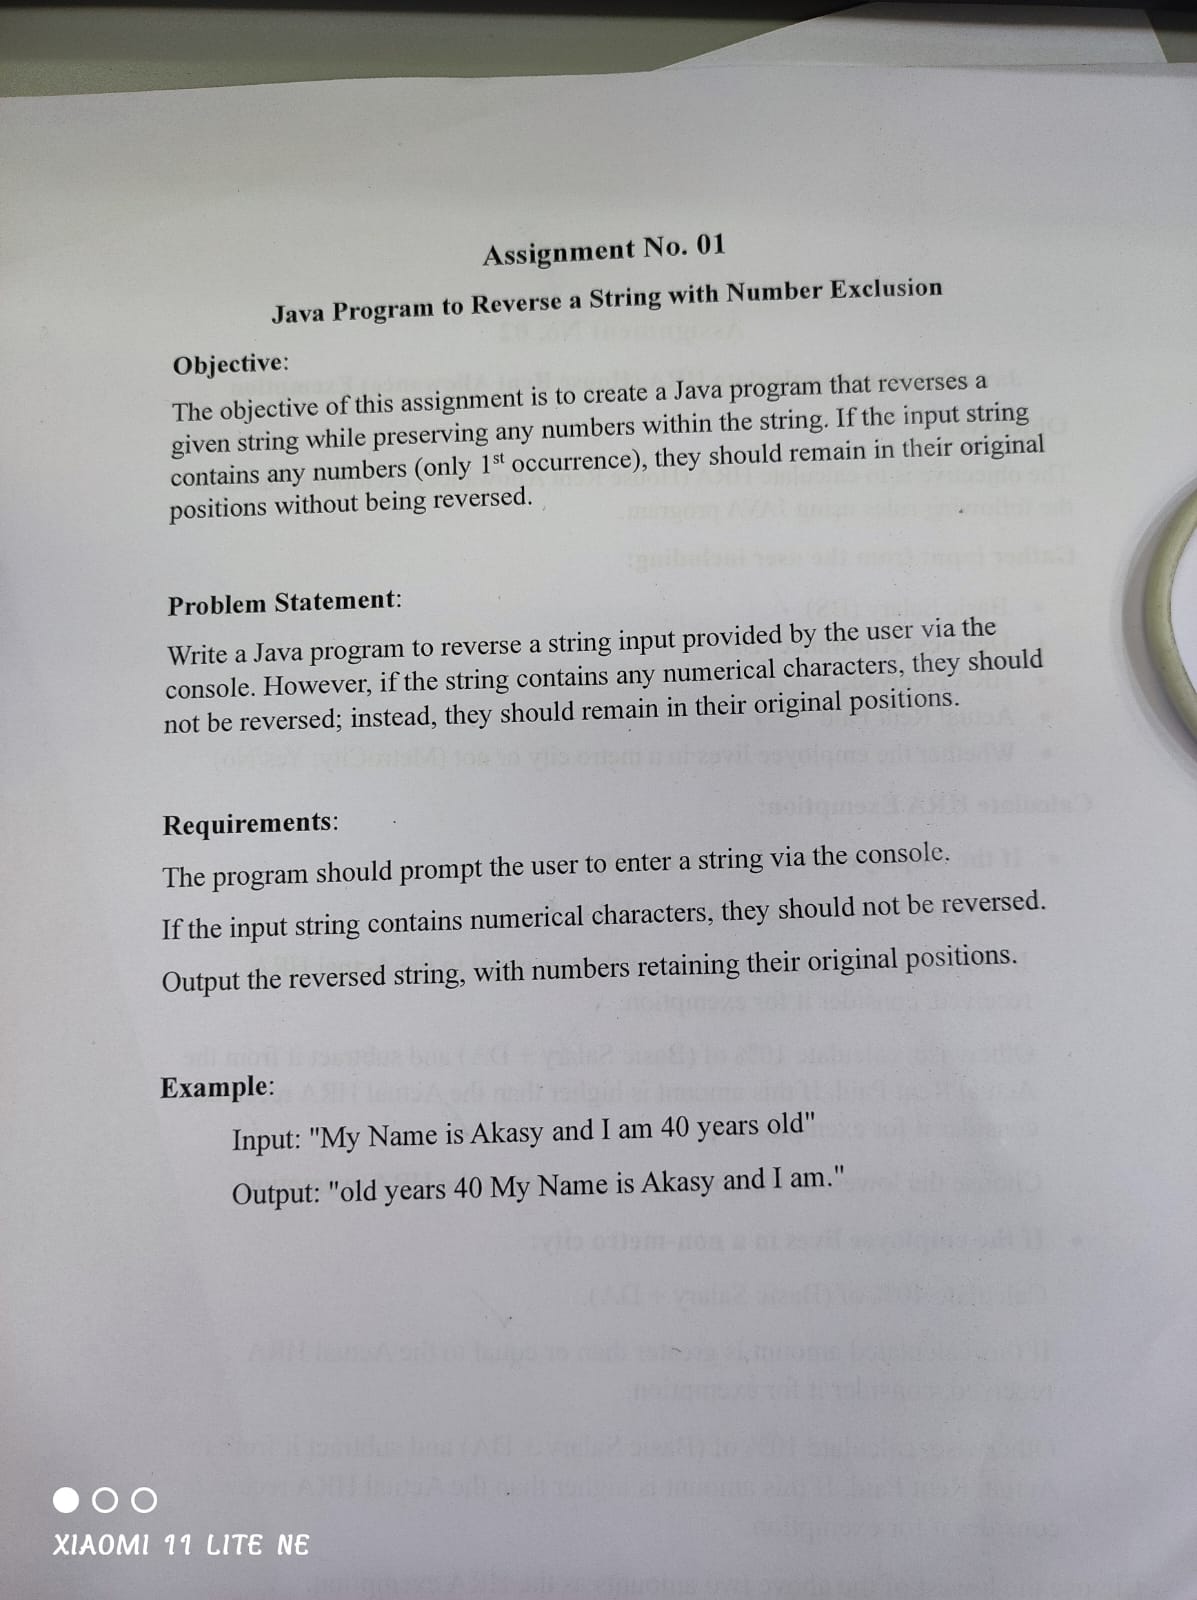 Assignment No. 01
Java Program to Reverse a String with Number Exclusion
Objective:
The objective of this assignment is to create a Java program that reverses a
given string while preserving any numbers within the string. If the input string
contains any numbers (only 1st occurrence), they should remain in their original
positions without being reversed.
Problem Statement:
Write a Java program to reverse a string input provided by the user via the
console. However, if the string contains any numerical characters, they should
not be reversed; instead, they should remain in their original positions.
Requirements:
The program should prompt the user to enter a string via the console.
If the input string contains numerical characters, they should not be reversed.
Output the reversed string, with numbers retaining their original positions.
Example:
Input: "My Name is Akasy and I am 40 years old"
Output: "old years 40 My Name is Akasy and I am."
XIAOMI 11 LITE NE